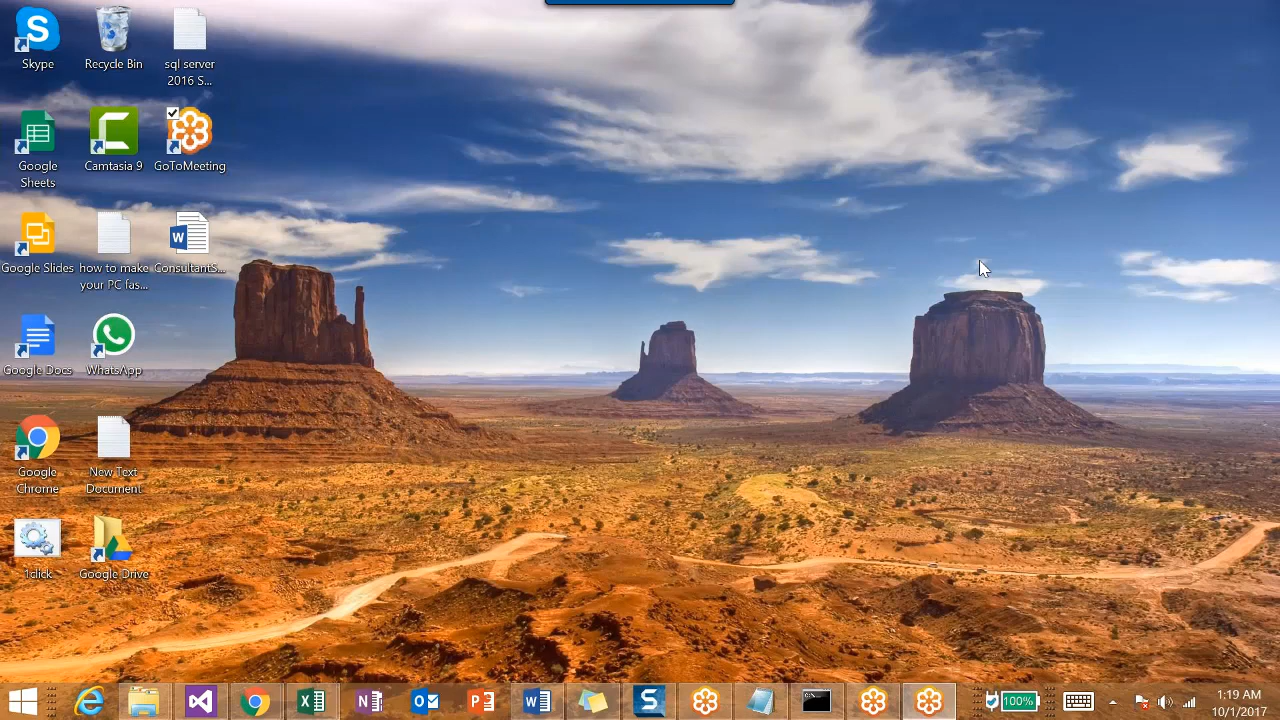 Skype
Recycle Bin
sql server
2016 S...
Google
Sheets
Camtasia 9
GoToMeeting
Google Slides
how to make
your PC fas...
ConsultantS...
Google Docs
WhatsApp
Google
Chrome
New Text
Document
1click
Google Drive
100%
1:19 AM
10/1/2017